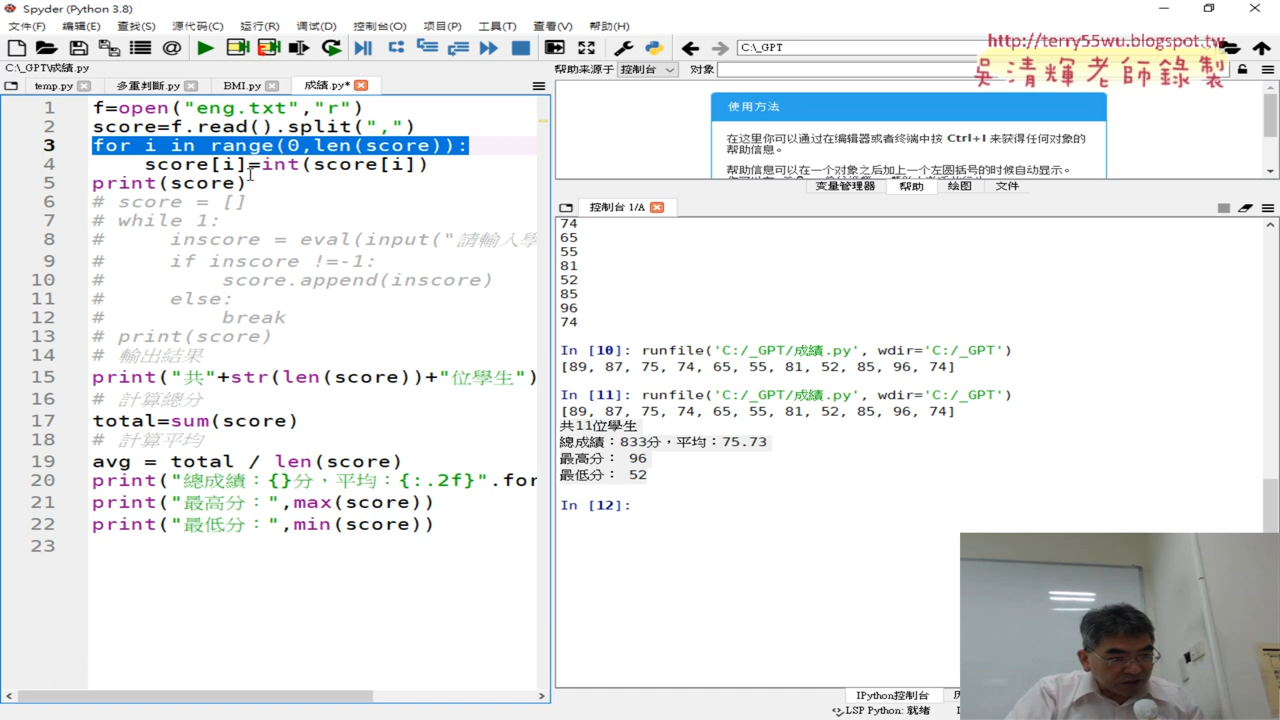 Spyder (Python 3.8)
文件(F) 编辑(E) 查找(S) 源代码(C) 运行(R) 调试(D) 控制台(O) 项目(P) 工具(T) 查看(V) 帮助(H)
C:\_GPT
http://terry55wu.blogspot.tw
吳清輝老師錄製
C:\_GPT\成績.py
帮助来源于 控制台 对象
temp.py 多重判斷.py BMI.py 成績.py*
1 f=open("eng.txt","r")
2 score=f.read().split(",")
3 for i in range(0,len(score)):
4 score[i]=int(score[i])
5 print(score)
6 # score = []
7 # while 1:
8 # inscore = eval(input("請輸入學
9 # if inscore !=-1:
10 # score.append(inscore)
11 # else:
12 # break
13 # print(score)
14 # 輸出結果
15 print("共"+str(len(score))+"位學生")
16 # 計算總分
17 total=sum(score)
18 # 計算平均
19 avg = total / len(score)
20 print("總成績：{}分，平均：{:.2f}".for
21 print("最高分：",max(score))
22 print("最低分：",min(score))
23
使用方法
在这里你可以通过在编辑器或者终端中按 Ctrl+I 来获得任何对象的
帮助信息。
帮助信息可以在一个对象之后加上一个左圆括号的时候自动显示。
变量管理器 帮助 绘图 文件
控制台 1/A
74
65
55
81
52
85
96
74
In [10]: runfile('C:/_GPT/成績.py', wdir='C:/_GPT')
[89, 87, 75, 74, 65, 55, 81, 52, 85, 96, 74]
In [11]: runfile('C:/_GPT/成績.py', wdir='C:/_GPT')
[89, 87, 75, 74, 65, 55, 81, 52, 85, 96, 74]
共11位學生
總成績：833分，平均：75.73
最高分： 96
最低分： 52
In [12]:
IPython控制台
LSP Python: 就绪